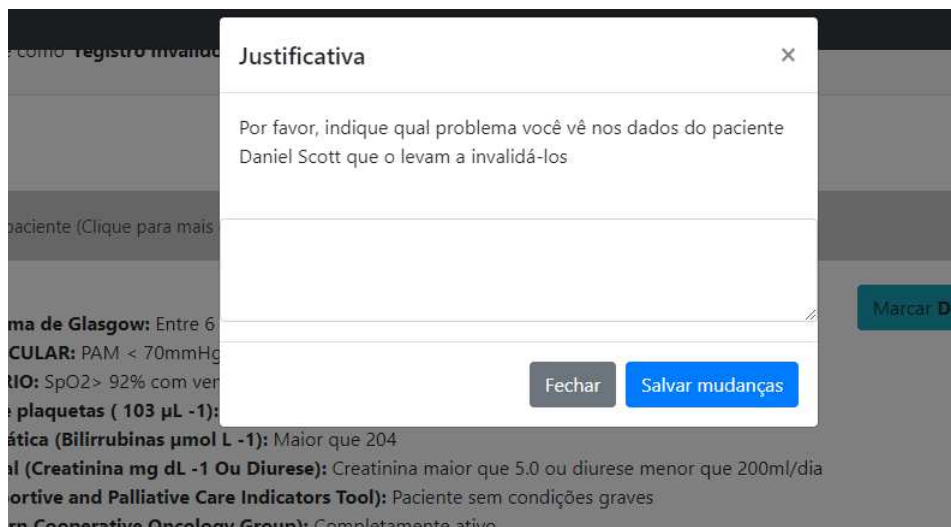 como "registro inválido
Justificativa
×
Por favor, indique qual problema você vê nos dados do paciente
Daniel Scott que o levam a invalidá-los
paciente (Clique para mais
Marcar D
ma de Glasgow: Entre 6
CULAR: PAM < 70mmHg
RIO: SpO2> 92% com ven
e plaquetas ( 103 µL -1):
Fechar
Salvar mudanças
ática (Bilirrubinas µmol L -1): Maior que 204
al (Creatinina mg dL -1 Ou Diurese): Creatinina maior que 5.0 ou diurese menor que 200ml/dia
ortive and Palliative Care Indicators Tool): Paciente sem condições graves
rn Cooperative Oncology Group): Completamente ativo